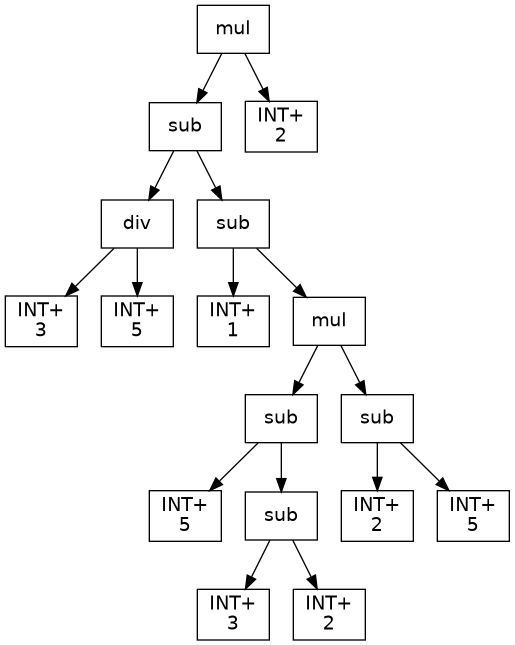 mul
sub
INT+
2
div
sub
INT+
3
INT+
5
INT+
1
mul
sub
sub
INT+
5
sub
INT+
2
INT+
5
INT+
3
INT+
2